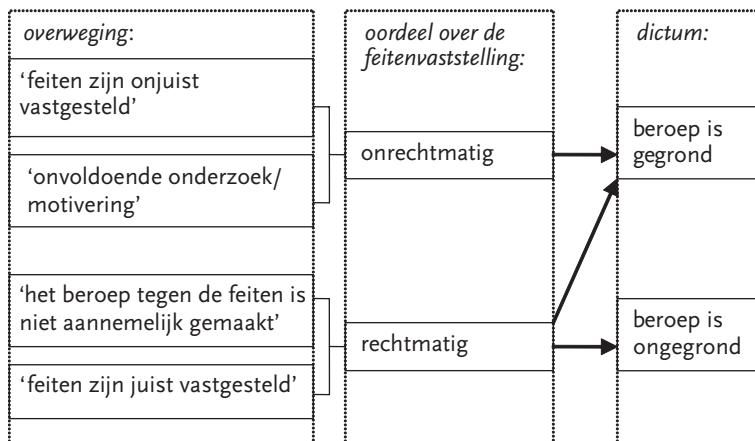 overweging:
'feiten zijn onjuist
vastgesteld'
'onvoldoende onderzoek/
motivering'
'het beroep tegen de feiten is
niet aannemelijk gemaakt'
'feiten zijn juist vastgesteld'
oordeel over de
feitenvaststelling:
onrechtmatig
rechtmatig
dictum:
beroep is
gegrond
beroep is
ongegrond